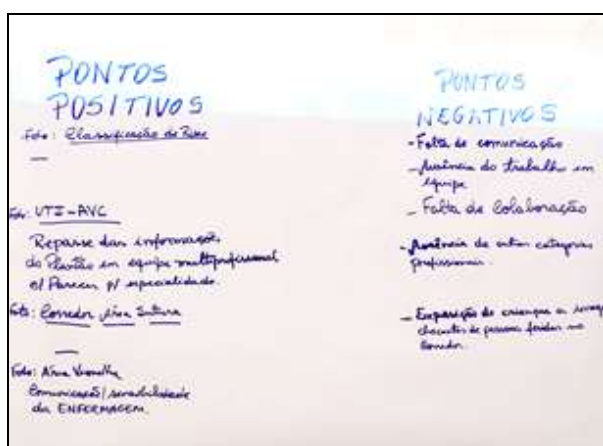 PONTOS
POSITIVOS
Foto: Classificação de Risco
—
Foto: UTI-AVC
Repasse das informações
do Plantão em equipe multiprofissional
c/ Parecer p/ especialidade.
Foto: Corredor Área Sutura
—
Foto: Área Vermelha
Comunicação/sensibilidade
da ENFERMAGEM.
PONTOS
NEGATIVOS
- Falta de comunicação
- Ausência do trabalho em
equipe
- Falta de Colaboração
- Ausência de outras categorias
profissionais.
- Exposição de crianças a
chocantes de pessoas feridas no
Corredor.